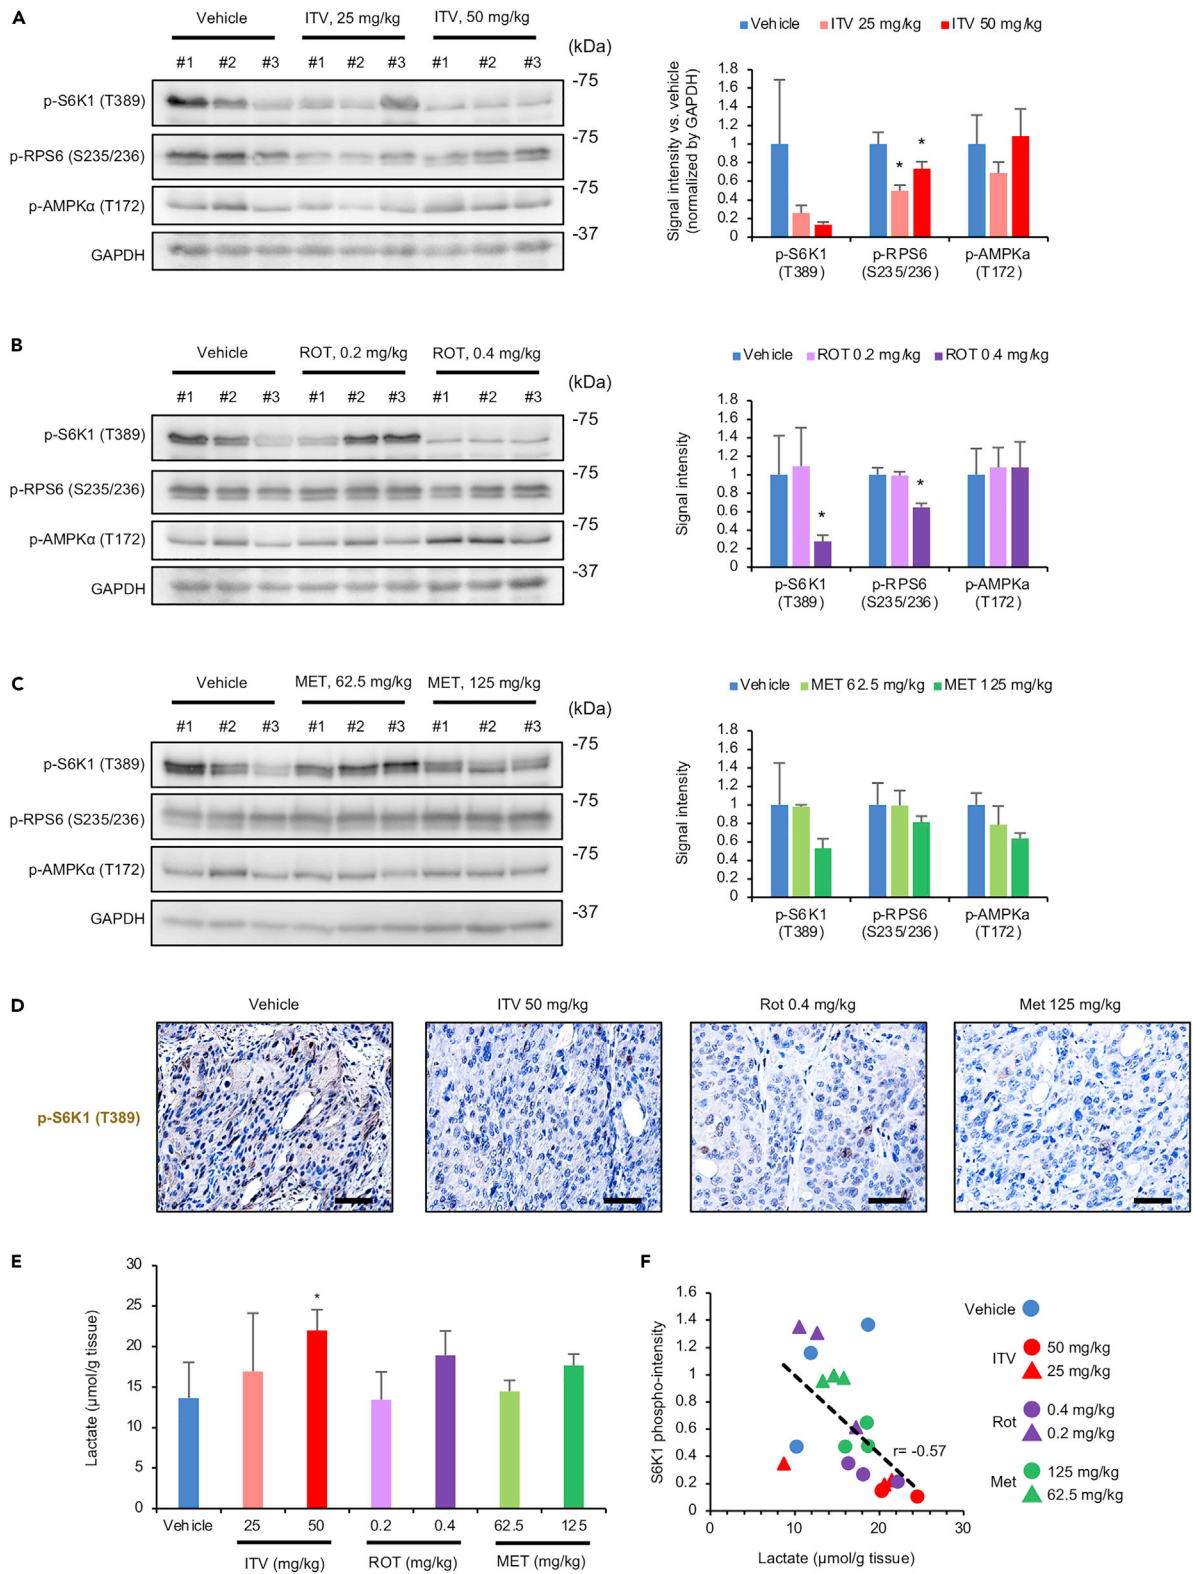 A
Vehicle ITV, 25 mg/kg ITV, 50 mg/kg
(kDa)
#1 #2 #3 #1 #2 #3 #1 #2 #3
-75
p-S6K1 (T389)
-75
p-RPS6 (S235/236)
-75
p-AMPKα (T172)
-37
GAPDH
Vehicle ITV 25 mg/kg ITV 50 mg/kg
Signal intensity vs. vehicle
(normalized by GAPDH)
1.8
1.6
1.4
1.2
1
0.8
0.6
0.4
0.2
0
* *
p-S6K1 p-RPS6 p-AMPKa
(T389) (S235/236) (T172)
B
Vehicle ROT, 0.2 mg/kg ROT, 0.4 mg/kg
(kDa)
#1 #2 #3 #1 #2 #3 #1 #2 #3
-75
p-S6K1 (T389)
-75
p-RPS6 (S235/236)
-75
p-AMPKα (T172)
-37
GAPDH
Vehicle ROT 0.2 mg/kg ROT 0.4 mg/kg
Signal intensity
1.8
1.6
1.4
1.2
1
0.8
0.6
0.4
0.2
0
* *
p-S6K1 p-RPS6 p-AMPKa
(T389) (S235/236) (T172)
C
Vehicle MET, 62.5 mg/kg MET, 125 mg/kg
(kDa)
#1 #2 #3 #1 #2 #3 #1 #2 #3
-75
p-S6K1 (T389)
-75
p-RPS6 (S235/236)
-75
p-AMPKα (T172)
-37
GAPDH
Vehicle MET 62.5 mg/kg MET 125 mg/kg
Signal intensity
1.8
1.6
1.4
1.2
1
0.8
0.6
0.4
0.2
0
p-S6K1 p-RPS6 p-AMPKa
(T389) (S235/236) (T172)
D
Vehicle ITV 50 mg/kg Rot 0.4 mg/kg Met 125 mg/kg
p-S6K1 (T389)
E
Lactate (µmol/g tissue)
30
25
20
15
10
5
0
*
Vehicle 25 50 0.2 0.4 62.5 125
ITV (mg/kg) ROT (mg/kg) MET (mg/kg)
F
S6K1 phospho-intensity
1.6
1.4
1.2
1
0.8
0.6
0.4
0.2
0
r= -0.57
0 10 20 30
Lactate (µmol/g tissue)
Vehicle
ITV
50 mg/kg
25 mg/kg
Rot
0.4 mg/kg
0.2 mg/kg
Met
125 mg/kg
62.5 mg/kg